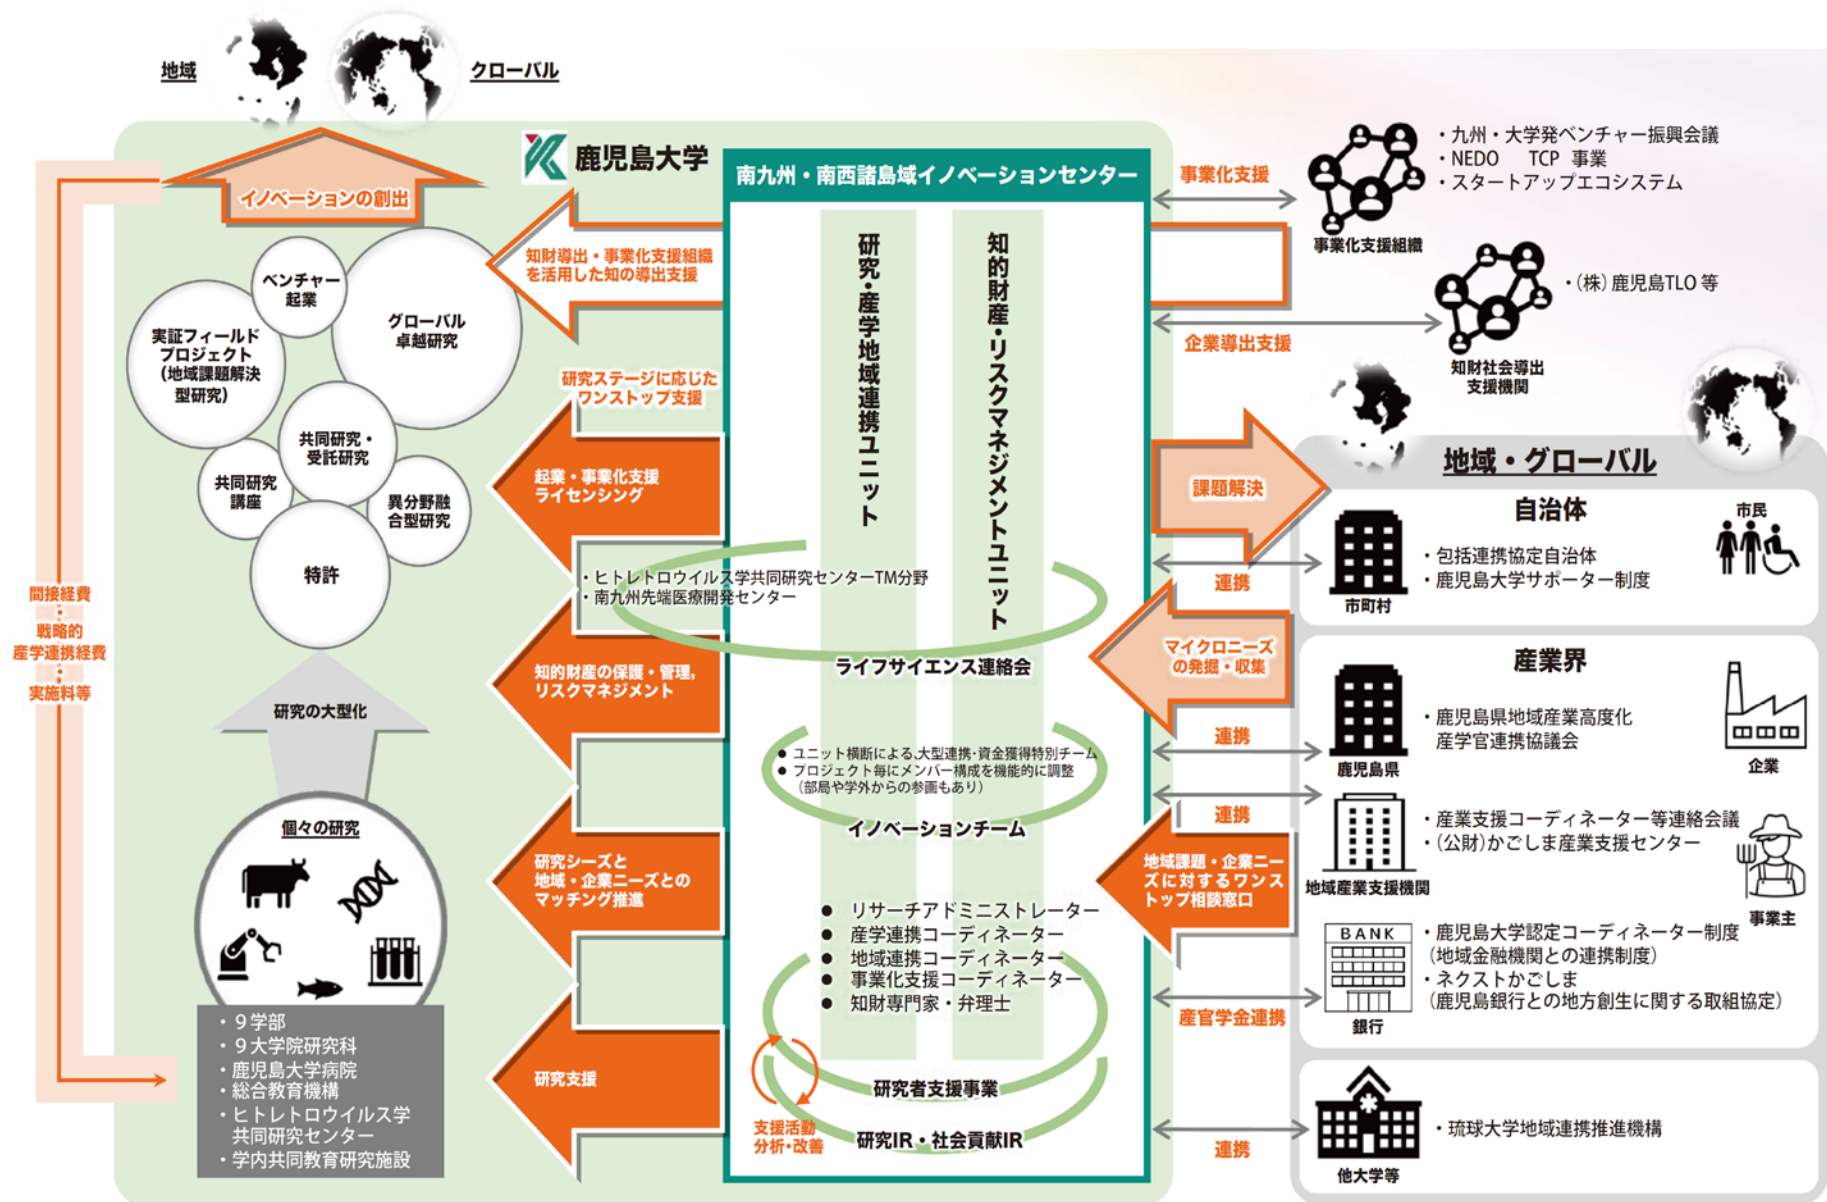 地域
クローバル
鹿児島大学
イノベーションの創出
ベンチャー
起業
グローバル
卓越研究
実証フィールド
プロジェクト
(地域課題解決
型研究)
共同研究・
受託研究
共同研究
講座
異分野融
合型研究
特許
間接経費
・
戦略的
産学連携経費
・
実施料等
研究の大型化
個々の研究
・９学部
・９大学院研究科
・鹿児島大学病院
・総合教育機構
・ヒトレトロウイルス学
共同研究センター
・学内共同教育研究施設
知財導出・事業化支援組織
を活用した知の導出支援
研究ステージに応じた
ワンストップ支援
起業・事業化支援
ライセンシング
知的財産の保護・管理,
リスクマネジメント
研究シーズと
地域・企業ニーズとの
マッチング推進
研究支援
南九州・南西諸島域イノベーションセンター
研究・産学地域連携ユニット
知的財産・リスクマネジメントユニット
・ヒトレトロウイルス学共同研究センターTM分野
・南九州先端医療開発センター
ライフサイエンス連絡会
● ユニット横断による、大型連携・資金獲得特別チーム
● プロジェクト毎にメンバー構成を機能的に調整
(部局や学外からの参画もあり)
イノベーションチーム
● リサーチアドミニストレーター
● 産学連携コーディネーター
● 地域連携コーディネーター
● 事業化支援コーディネーター
● 知財専門家・弁理士
研究者支援事業
支援活動
分析・改善
研究IR・社会貢献IR
事業化支援
企業導出支援
課題解決
連携
マイクロニーズ
の発掘・収集
連携
連携
地域課題・企業ニー
ズに対するワンス
トップ相談窓口
産官学金連携
連携
・九州・大学発ベンチャー振興会議
・NEDO TCP 事業
・スタートアップエコシステム
事業化支援組織
・(株)鹿児島TLO 等
知財社会導出
支援機関
地域・グローバル
自治体
市民
・包括連携協定自治体
・鹿児島大学サポーター制度
市町村
産業界
・鹿児島県地域産業高度化
産学官連携協議会
鹿児島県
企業
・産業支援コーディネーター等連絡会議
・(公財)かごしま産業支援センター
地域産業支援機関
事業主
BANK
・鹿児島大学認定コーディネーター制度
(地域金融機関との連携制度)
・ネクストかごしま
(鹿児島銀行との地方創生に関する取組協定)
銀行
・琉球大学地域連携推進機構
他大学等